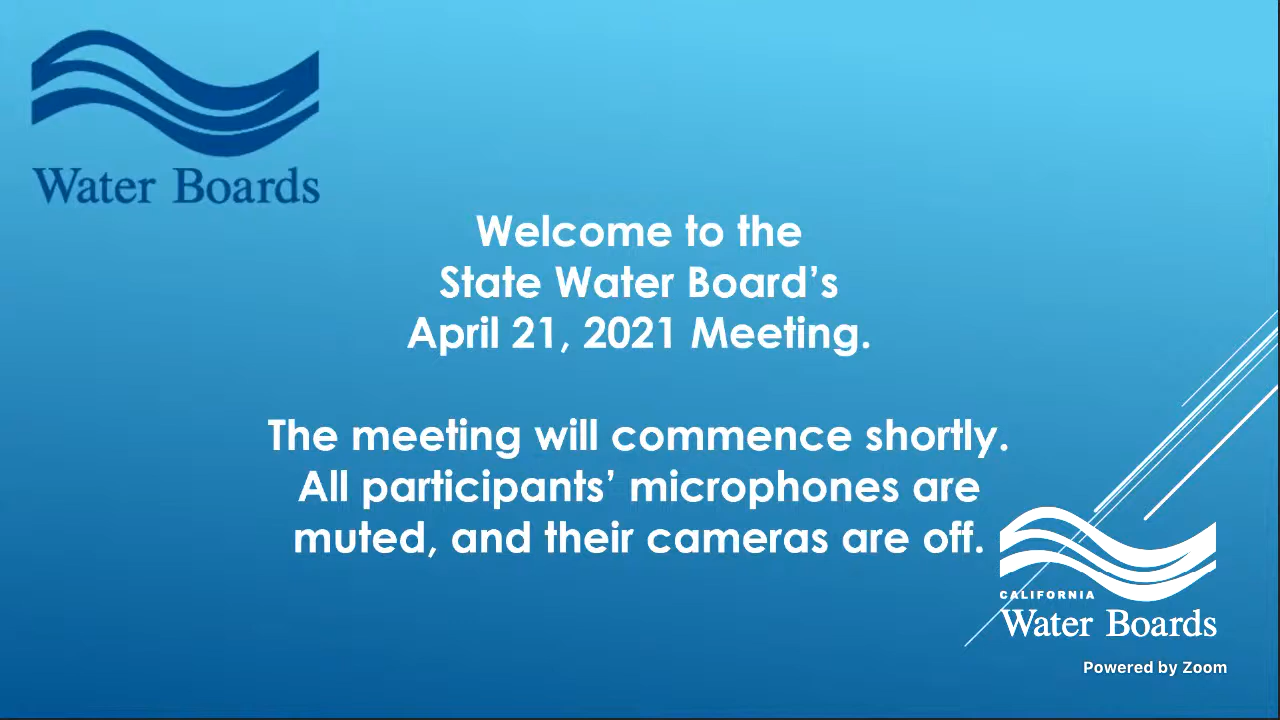 Water Boards
Welcome to the
State Water Board’s
April 21, 2021 Meeting.
The meeting will commence shortly.
All participants’ microphones are
muted, and their cameras are off.
CALIFORNIA
Water Boards
Powered by Zoom